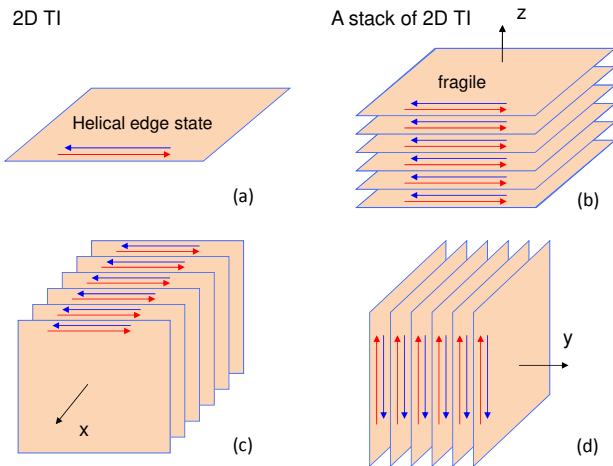 2D TI
A stack of 2D TI
z
fragile
Helical edge state
(a)
(b)
x
(c)
y
(d)